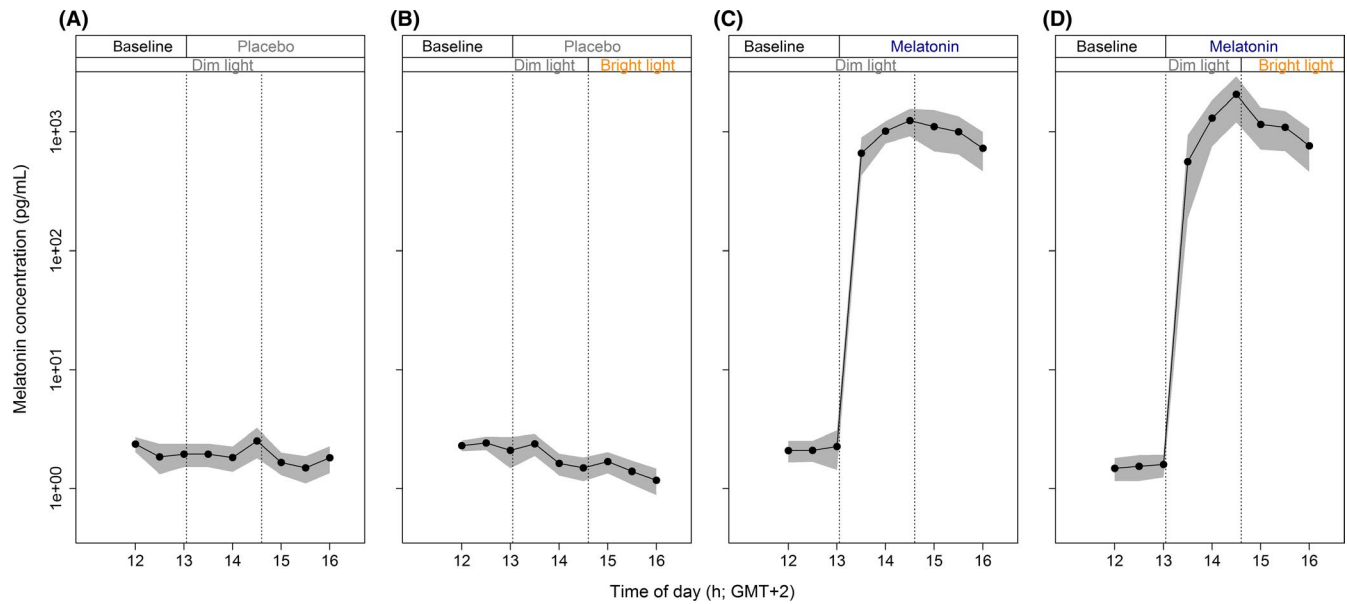 (A) (B) (C) (D)
Baseline Placebo Baseline Placebo Baseline Melatonin Baseline Melatonin
Dim light Dim light Bright light Dim light Dim light Bright light
Melatonin concentration (pg/mL)
1e+03
1e+02
1e+01
1e+00
12 13 14 15 16 12 13 14 15 16 12 13 14 15 16 12 13 14 15 16
Time of day (h; GMT+2)